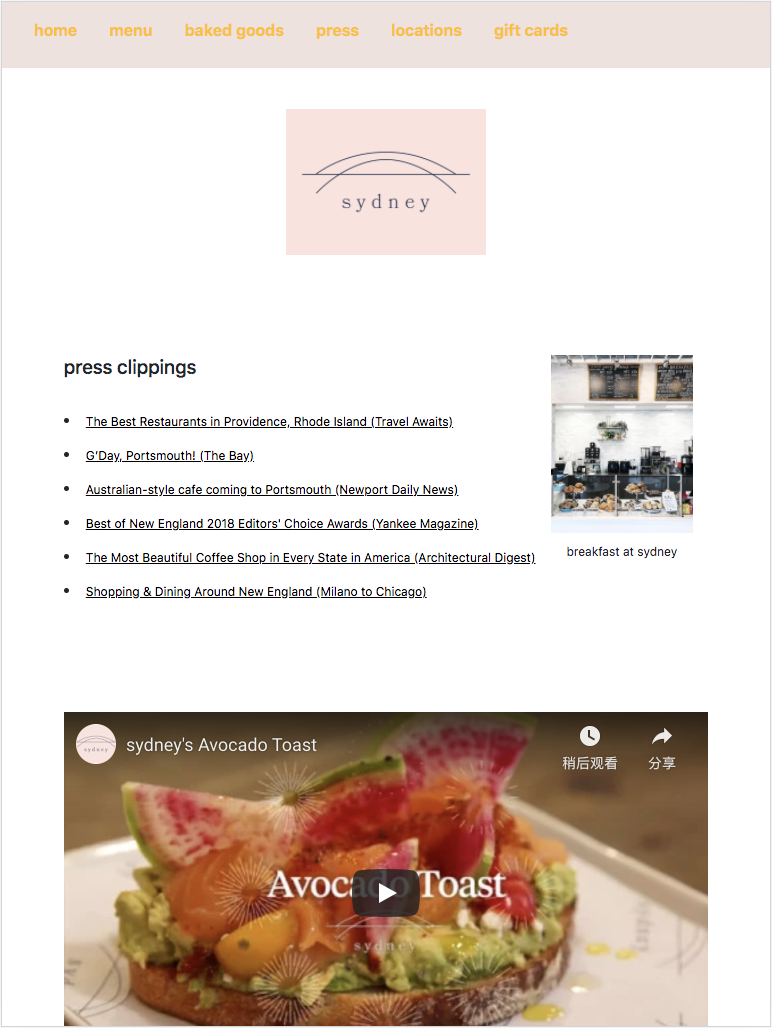 home menu baked goods press locations gift cards
sydney
press clippings
The Best Restaurants in Providence, Rhode Island (Travel Awaits)
G'Day, Portsmouth! (The Bay)
Australian-style cafe coming to Portsmouth (Newport Daily News)
Best of New England 2018 Editors' Choice Awards (Yankee Magazine)
The Most Beautiful Coffee Shop in Every State in America (Architectural Digest)
Shopping & Dining Around New England (Milano to Chicago)
breakfast at sydney
sydney
sydney's Avocado Toast
稍后观看
分享
Avocado Toast
sydney